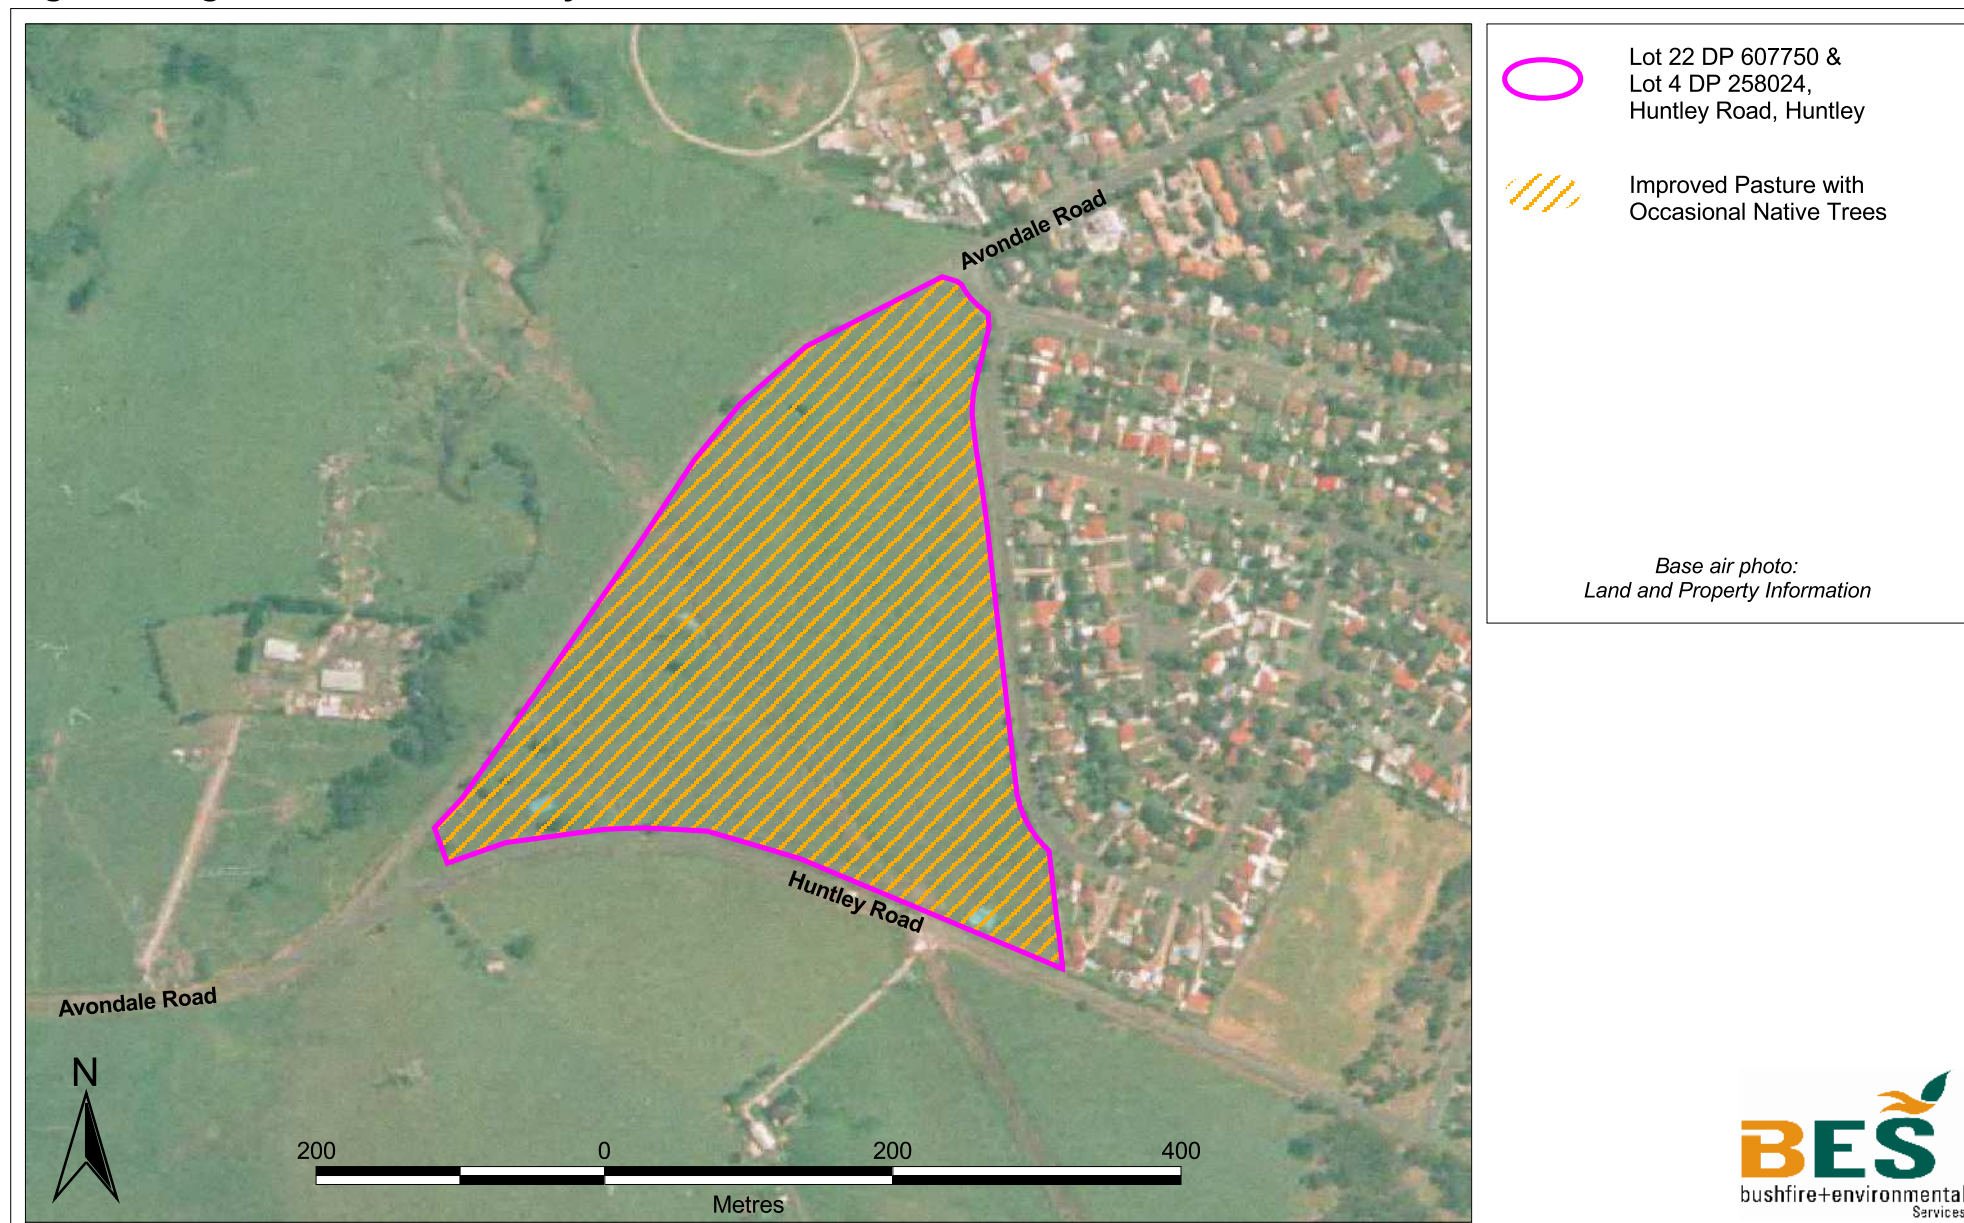 Lot 22 DP 607750 &
Lot 4 DP 258024,
Huntley Road, Huntley
Improved Pasture with
Occasional Native Trees
Base air photo:
Land and Property Information
Avondale Road
Huntley Road
Avondale Road
N
200 0 200 400
Metres
BES
bushfire+environmental
Services